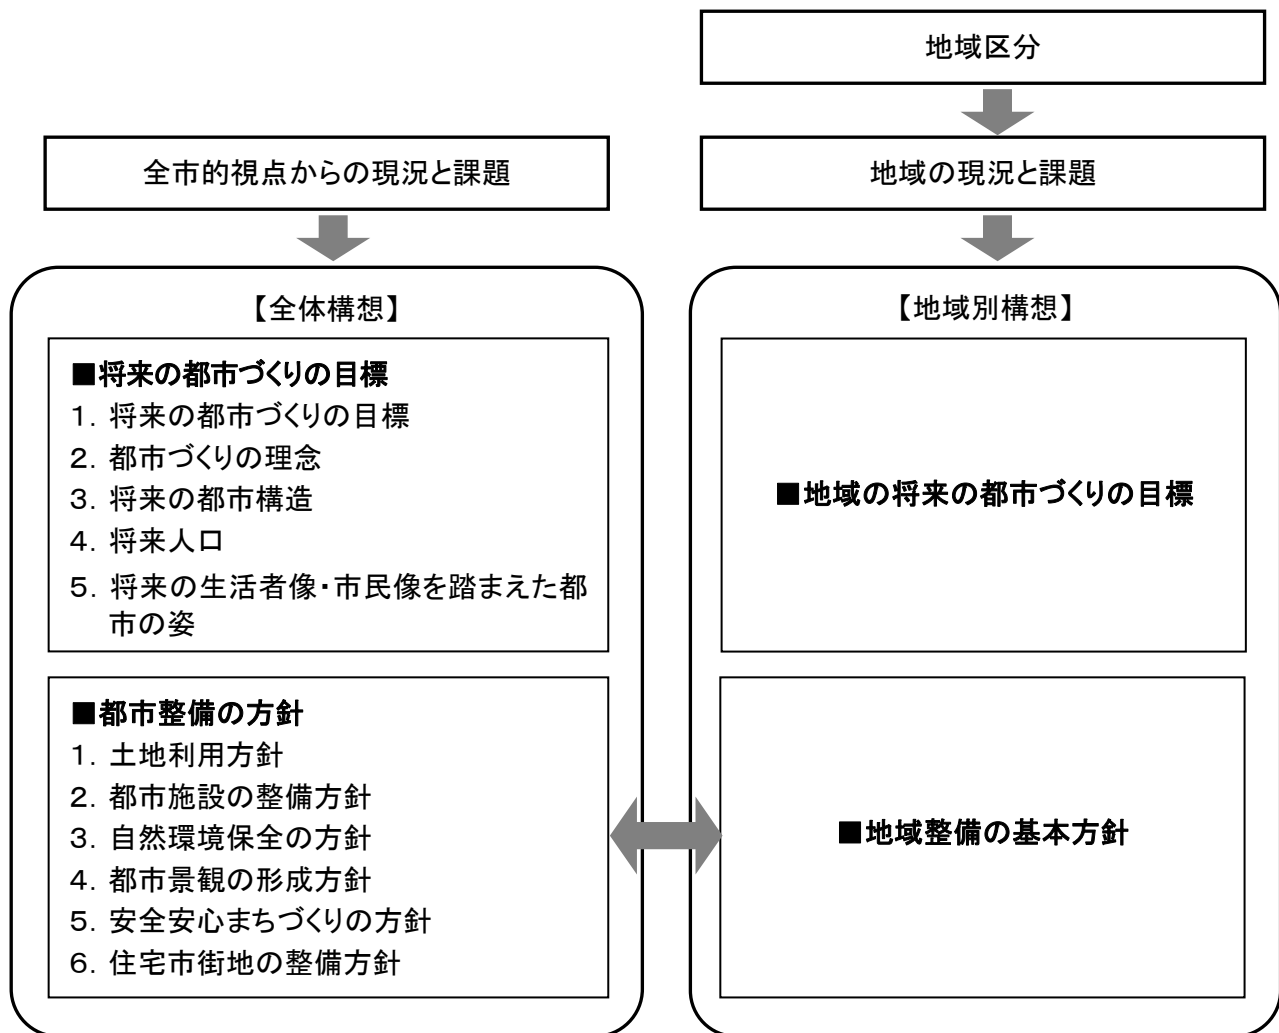 地域区分
全市的視点からの現況と課題
地域の現況と課題
【全体構想】
■将来の都市づくりの目標
1．将来の都市づくりの目標
2．都市づくりの理念
3．将来の都市構造
4．将来人口
5．将来の生活者像・市民像を踏まえた都
市の姿
■都市整備の方針
1．土地利用方針
2．都市施設の整備方針
3．自然環境保全の方針
4．都市景観の形成方針
5．安全安心まちづくりの方針
6．住宅市街地の整備方針
【地域別構想】
■地域の将来の都市づくりの目標
■地域整備の基本方針